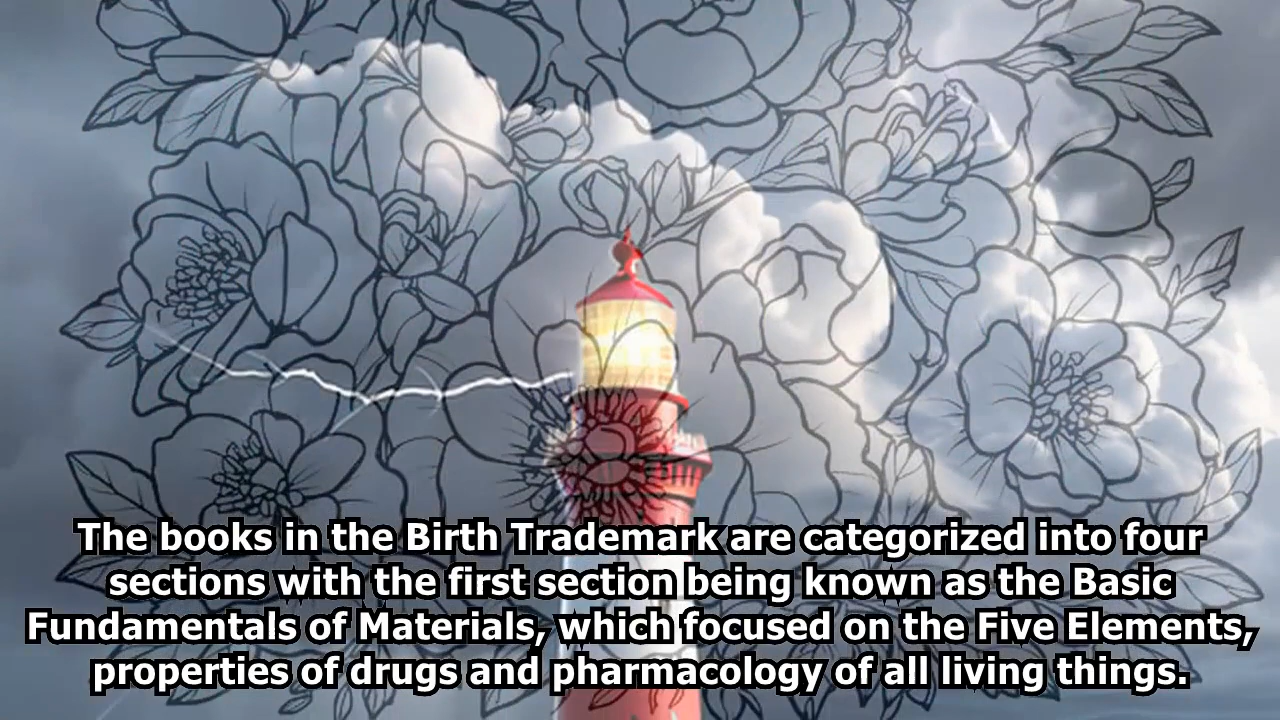 The books in the Birth Trademark are categorized into four
sections with the first section being known as the Basic
Fundamentals of Materials, which focused on the Five Elements,
properties of drugs and pharmacology of all living things.